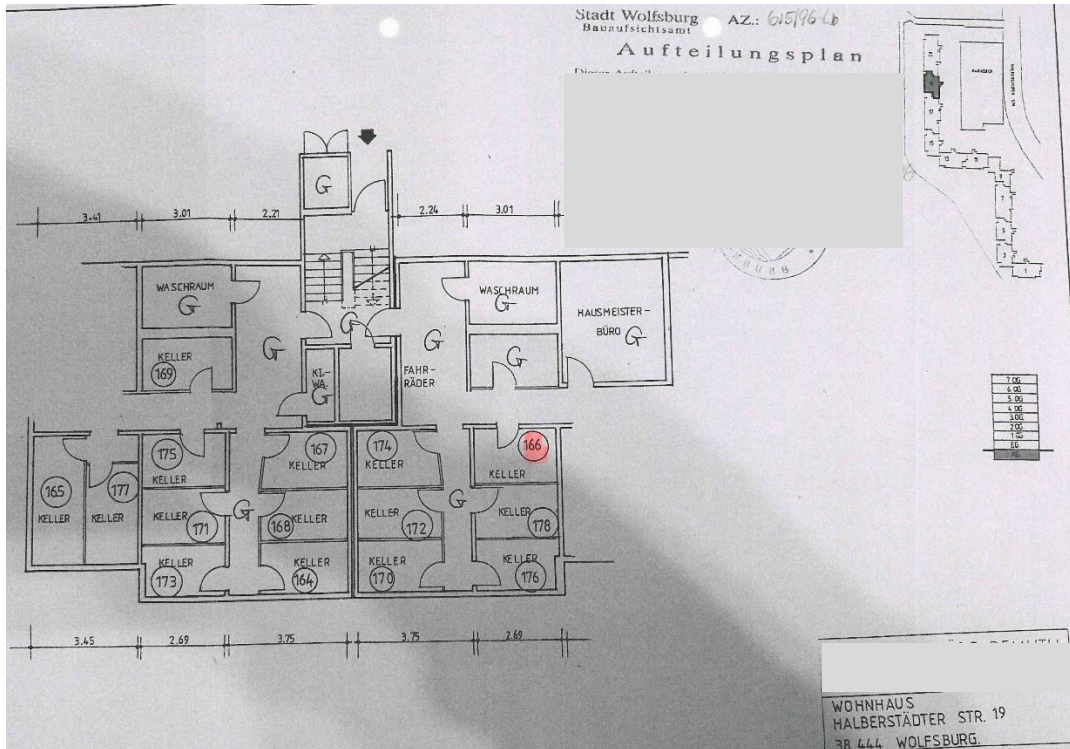 Stadt Wolfsburg AZ.: 615/96-Lb
Bauaufsichtsamt
Aufteilungsplan
G
3.41
3.01
2.21
2.24
3.01
WASCHRAUM
G
KELLER
169
G
G
KI.-
WA.
G
FAHR-
RÄDER
G
WASCHRAUM
G
G
HAUSMEISTER-
BÜRO G
7.OG
6.OG
5.OG
4.OG
3.OG
2.OG
1.OG
EG
KG
165
KELLER
177
KELLER
175
KELLER
KELLER
171
KELLER
173
G
167
KELLER
KELLER
168
KELLER
164
174
KELLER
KELLER
172
KELLER
170
G
166
KELLER
KELLER
178
KELLER
176
3.45
2.69
3.75
3.75
2.69
WOHNHAUS
HALBERSTÄDTER STR. 19
38 444 WOLFSBURG.